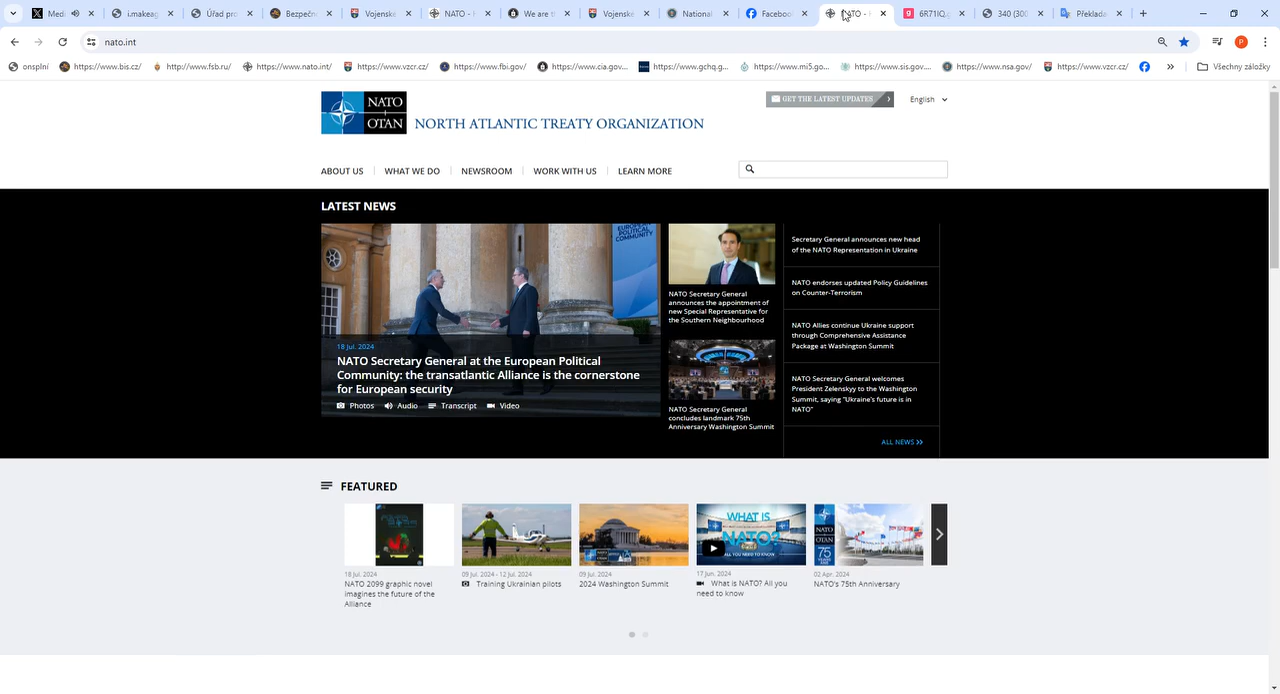 Medi
i.makeag
Úřad pro
Bezpečn
Vojenske
NATO - I
We are t
Vojenske
National
Facebook
NATO -
6R71IQ.g
340 (300
Překlada
nato.int
P
onsplní
https://www.bis.cz/
http://www.fsb.ru/
https://www.nato.int/
https://www.vzcr.cz/
https://www.fbi.gov/
https://www.cia.gov...
https://www.gchq.g...
https://www.mi5.go...
https://www.sis.gov....
https://www.nsa.gov/
https://www.vzcr.cz/
Všechny záložky
NATO
OTAN
NORTH ATLANTIC TREATY ORGANIZATION
GET THE LATEST UPDATES
English
ABOUT US
WHAT WE DO
NEWSROOM
WORK WITH US
LEARN MORE
LATEST NEWS
EUROPEAN
POLITICAL
COMMUNITY
18 Jul. 2024
NATO Secretary General at the European Political
Community: the transatlantic Alliance is the cornerstone
for European security
Photos
Audio
Transcript
Video
NATO Secretary General
announces the appointment of
new Special Representative for
the Southern Neighbourhood
NATO Secretary General
concludes landmark 75th
Anniversary Washington Summit
Secretary General announces new head
of the NATO Representation in Ukraine
NATO endorses updated Policy Guidelines
on Counter-Terrorism
NATO Allies continue Ukraine support
through Comprehensive Assistance
Package at Washington Summit
NATO Secretary General welcomes
President Zelenskyy to the Washington
Summit, saying "Ukraine's future is in
NATO"
ALL NEWS
FEATURED
18 Jul. 2024
NATO 2099 graphic novel
imagines the future of the
Alliance
09 Jul. 2024 - 12 Jul. 2024
Training Ukrainian pilots
09 Jul. 2024
2024 Washington Summit
WHAT IS
NATO?
ALL YOU NEED TO KNOW
17 Jun. 2024
What is NATO? All you
need to know
NATO
OTAN
75
02 Apr. 2024
NATO's 75th Anniversary